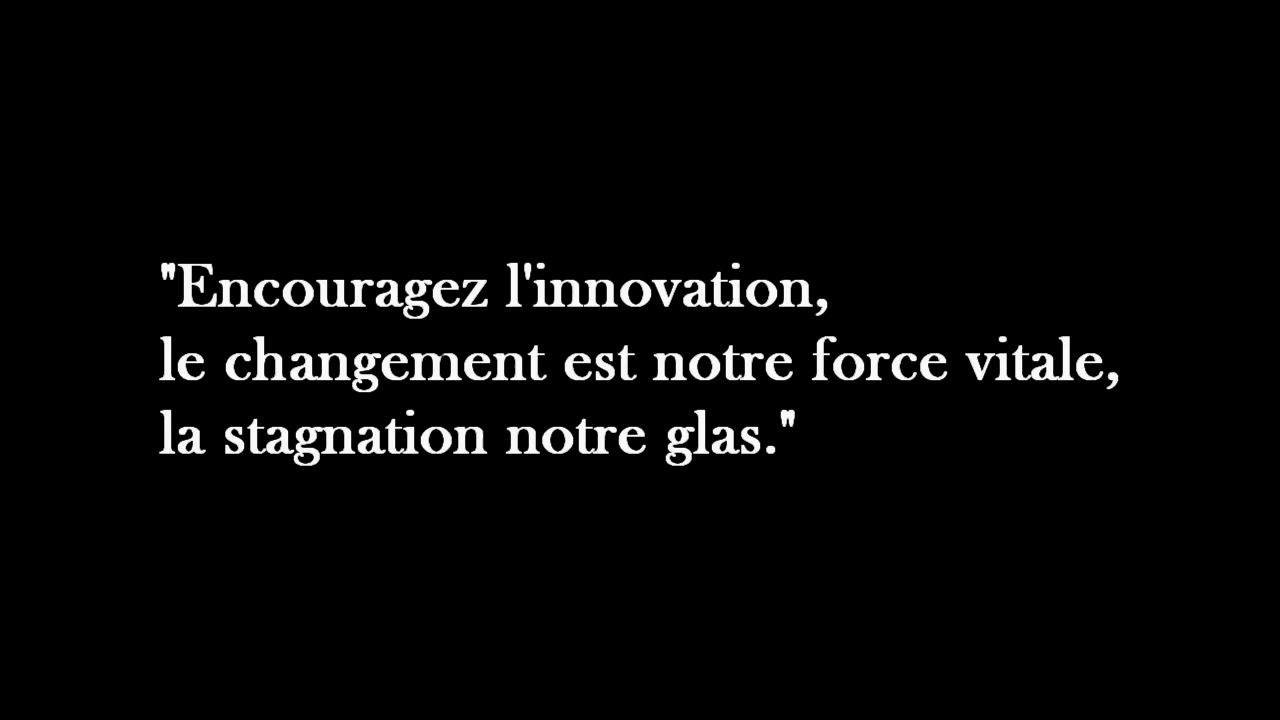 "Encouragez l'innovation,
le changement est notre force vitale,
la stagnation notre glas."